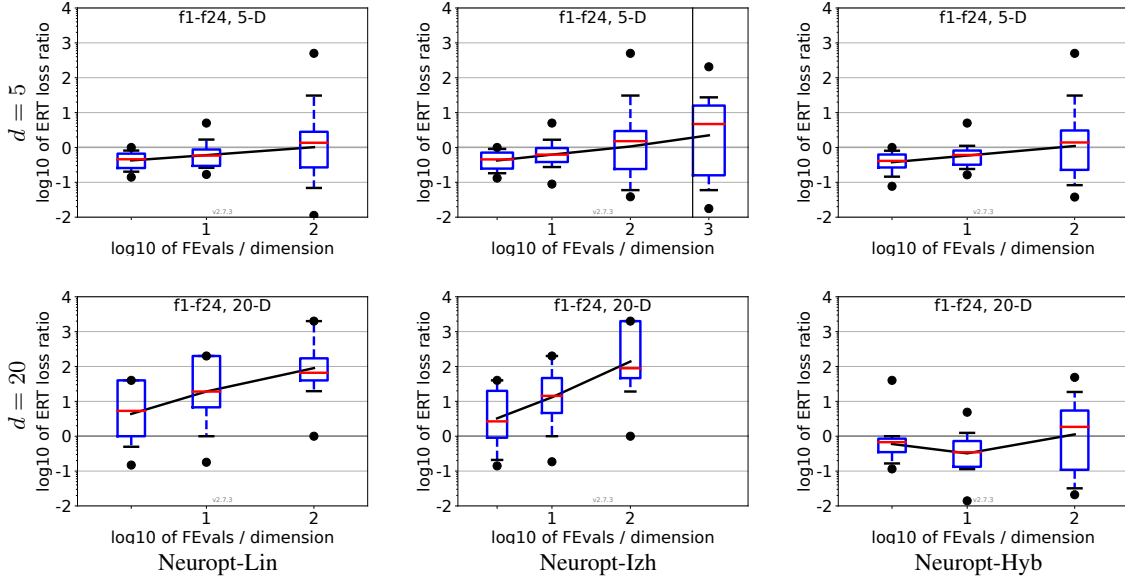 f1-f24, 5-D
4
3
2
1
0
-1
-2
log10 of ERT loss ratio
d = 5
v2.7.3
1 2
log10 of FEvals / dimension
f1-f24, 5-D
4
3
2
1
0
-1
-2
log10 of ERT loss ratio
v2.7.3
1 2 3
log10 of FEvals / dimension
f1-f24, 5-D
4
3
2
1
0
-1
-2
log10 of ERT loss ratio
v2.7.3
1 2
log10 of FEvals / dimension
f1-f24, 20-D
4
3
2
1
0
-1
-2
log10 of ERT loss ratio
d = 20
v2.7.3
1 2
log10 of FEvals / dimension
Neuropt-Lin
f1-f24, 20-D
4
3
2
1
0
-1
-2
log10 of ERT loss ratio
v2.7.3
1 2
log10 of FEvals / dimension
Neuropt-Izh
f1-f24, 20-D
4
3
2
1
0
-1
-2
log10 of ERT loss ratio
v2.7.3
1 2
log10 of FEvals / dimension
Neuropt-Hyb